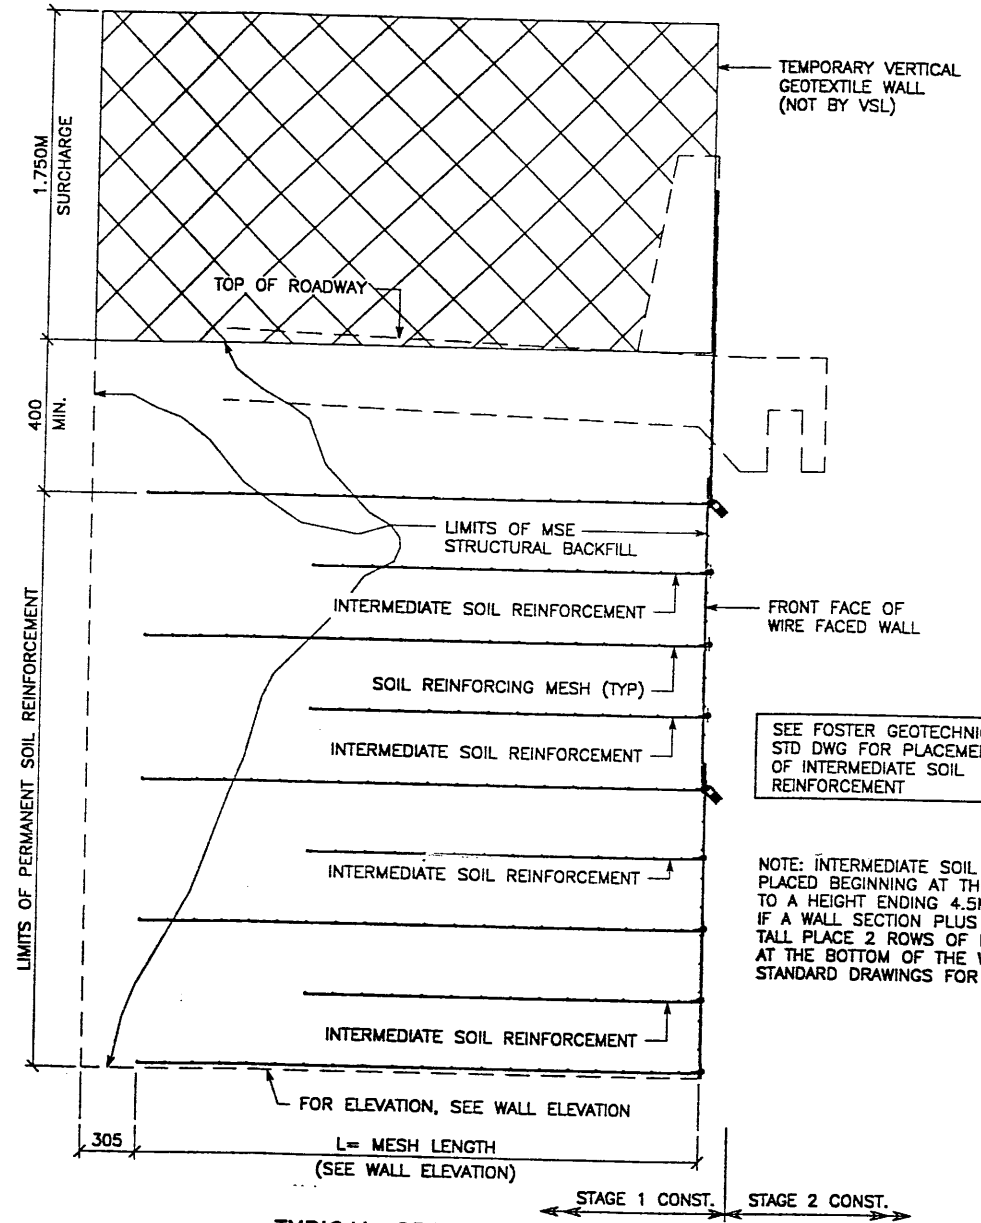 TEMPORARY VERTICAL
GEOTEXTILE WALL
(NOT BY VSL)
1.750M
SURCHARGE
TOP OF ROADWAY
400
MIN.
LIMITS OF MSE
STRUCTURAL BACKFILL
INTERMEDIATE SOIL REINFORCEMENT
FRONT FACE OF
WIRE FACED WALL
SOIL REINFORCING MESH (TYP)
INTERMEDIATE SOIL REINFORCEMENT
SEE FOSTER GEOTECHNI
STD DWG FOR PLACEME
OF INTERMEDIATE SOIL
REINFORCEMENT
LIMITS OF PERMANENT SOIL REINFORCEMENT
INTERMEDIATE SOIL REINFORCEMENT
NOTE: INTERMEDIATE SOIL
PLACED BEGINNING AT TH
TO A HEIGHT ENDING 4.5
IF A WALL SECTION PLUS
TALL PLACE 2 ROWS OF
AT THE BOTTOM OF THE
STANDARD DRAWINGS FOR
INTERMEDIATE SOIL REINFORCEMENT
FOR ELEVATION, SEE WALL ELEVATION
305
L= MESH LENGTH
(SEE WALL ELEVATION)
STAGE 1 CONST.
STAGE 2 CONST.